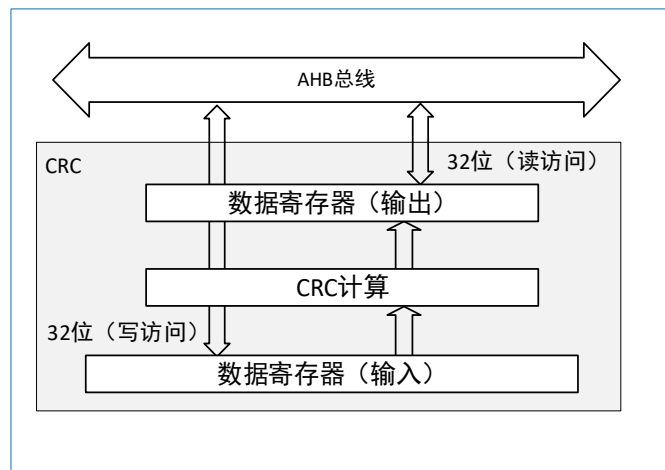 AHB总线
CRC
32位（读访问）
数据寄存器（输出）
CRC计算
32位（写访问）
数据寄存器（输入）